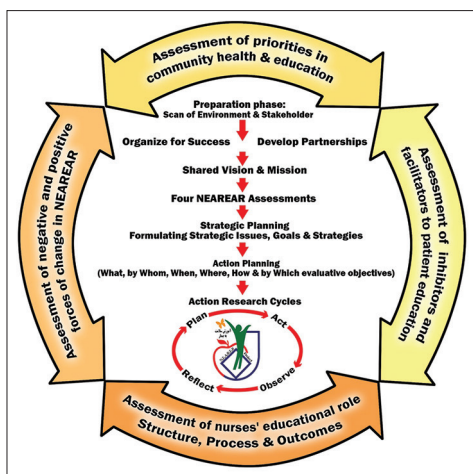 Assessment of priorities in
community health & education
Preparation phase:
Scan of Environment & Stakeholder
Organize for Success
Develop Partnerships
Shared Vision & Mission
Four NEAREAR Assessments
Strategic Planning
Formulating Strategic Issues, Goals & Strategies
Action Planning
(What, by Whom, When, Where, How & by Which evaluative objectives)
Action Research Cycles
Plan
Act
Observe
Reflect
Assessment of inhibitors and
facilitators to patient education
Assessment of nurses' educational role
Structure, Process & Outcomes
Assessment of negative and positive
forces of change in NEAREAR